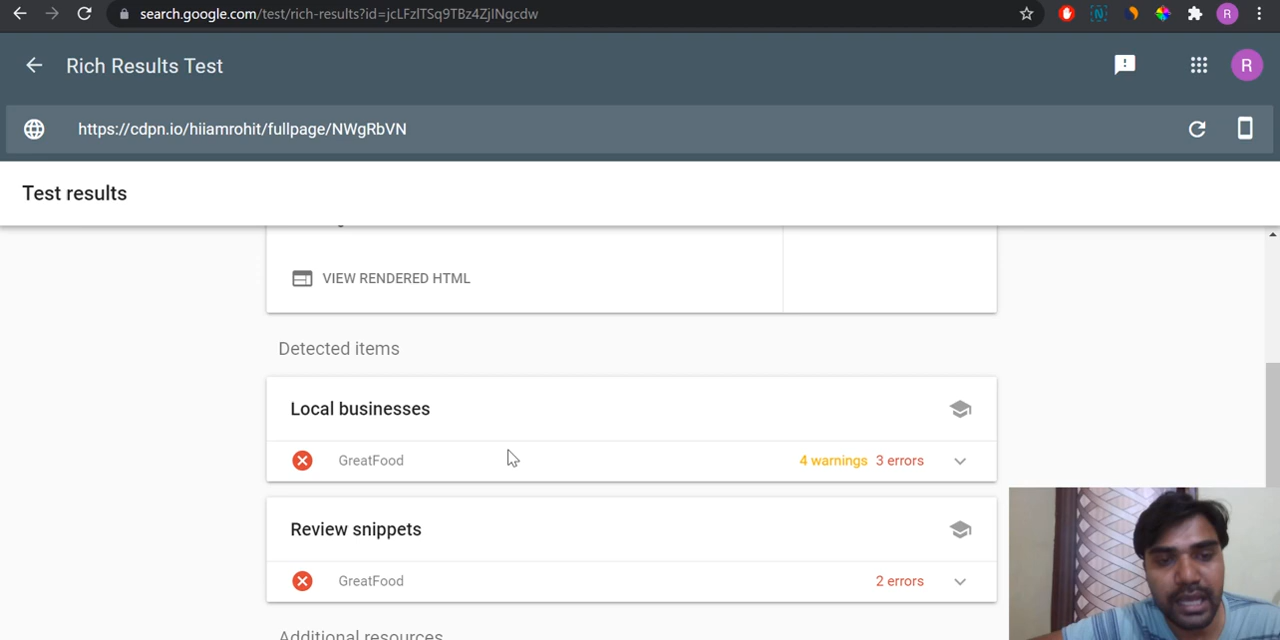 search.google.com/test/rich-results?id=jcLFzITSq9TBz4ZjINgcdw
R
Rich Results Test
R
https://cdpn.io/hiiamrohit/fullpage/NWgRbVN
Test results
VIEW RENDERED HTML
Detected items
Local businesses
GreatFood 4 warnings 3 errors
Review snippets
GreatFood 2 errors
Additional resources